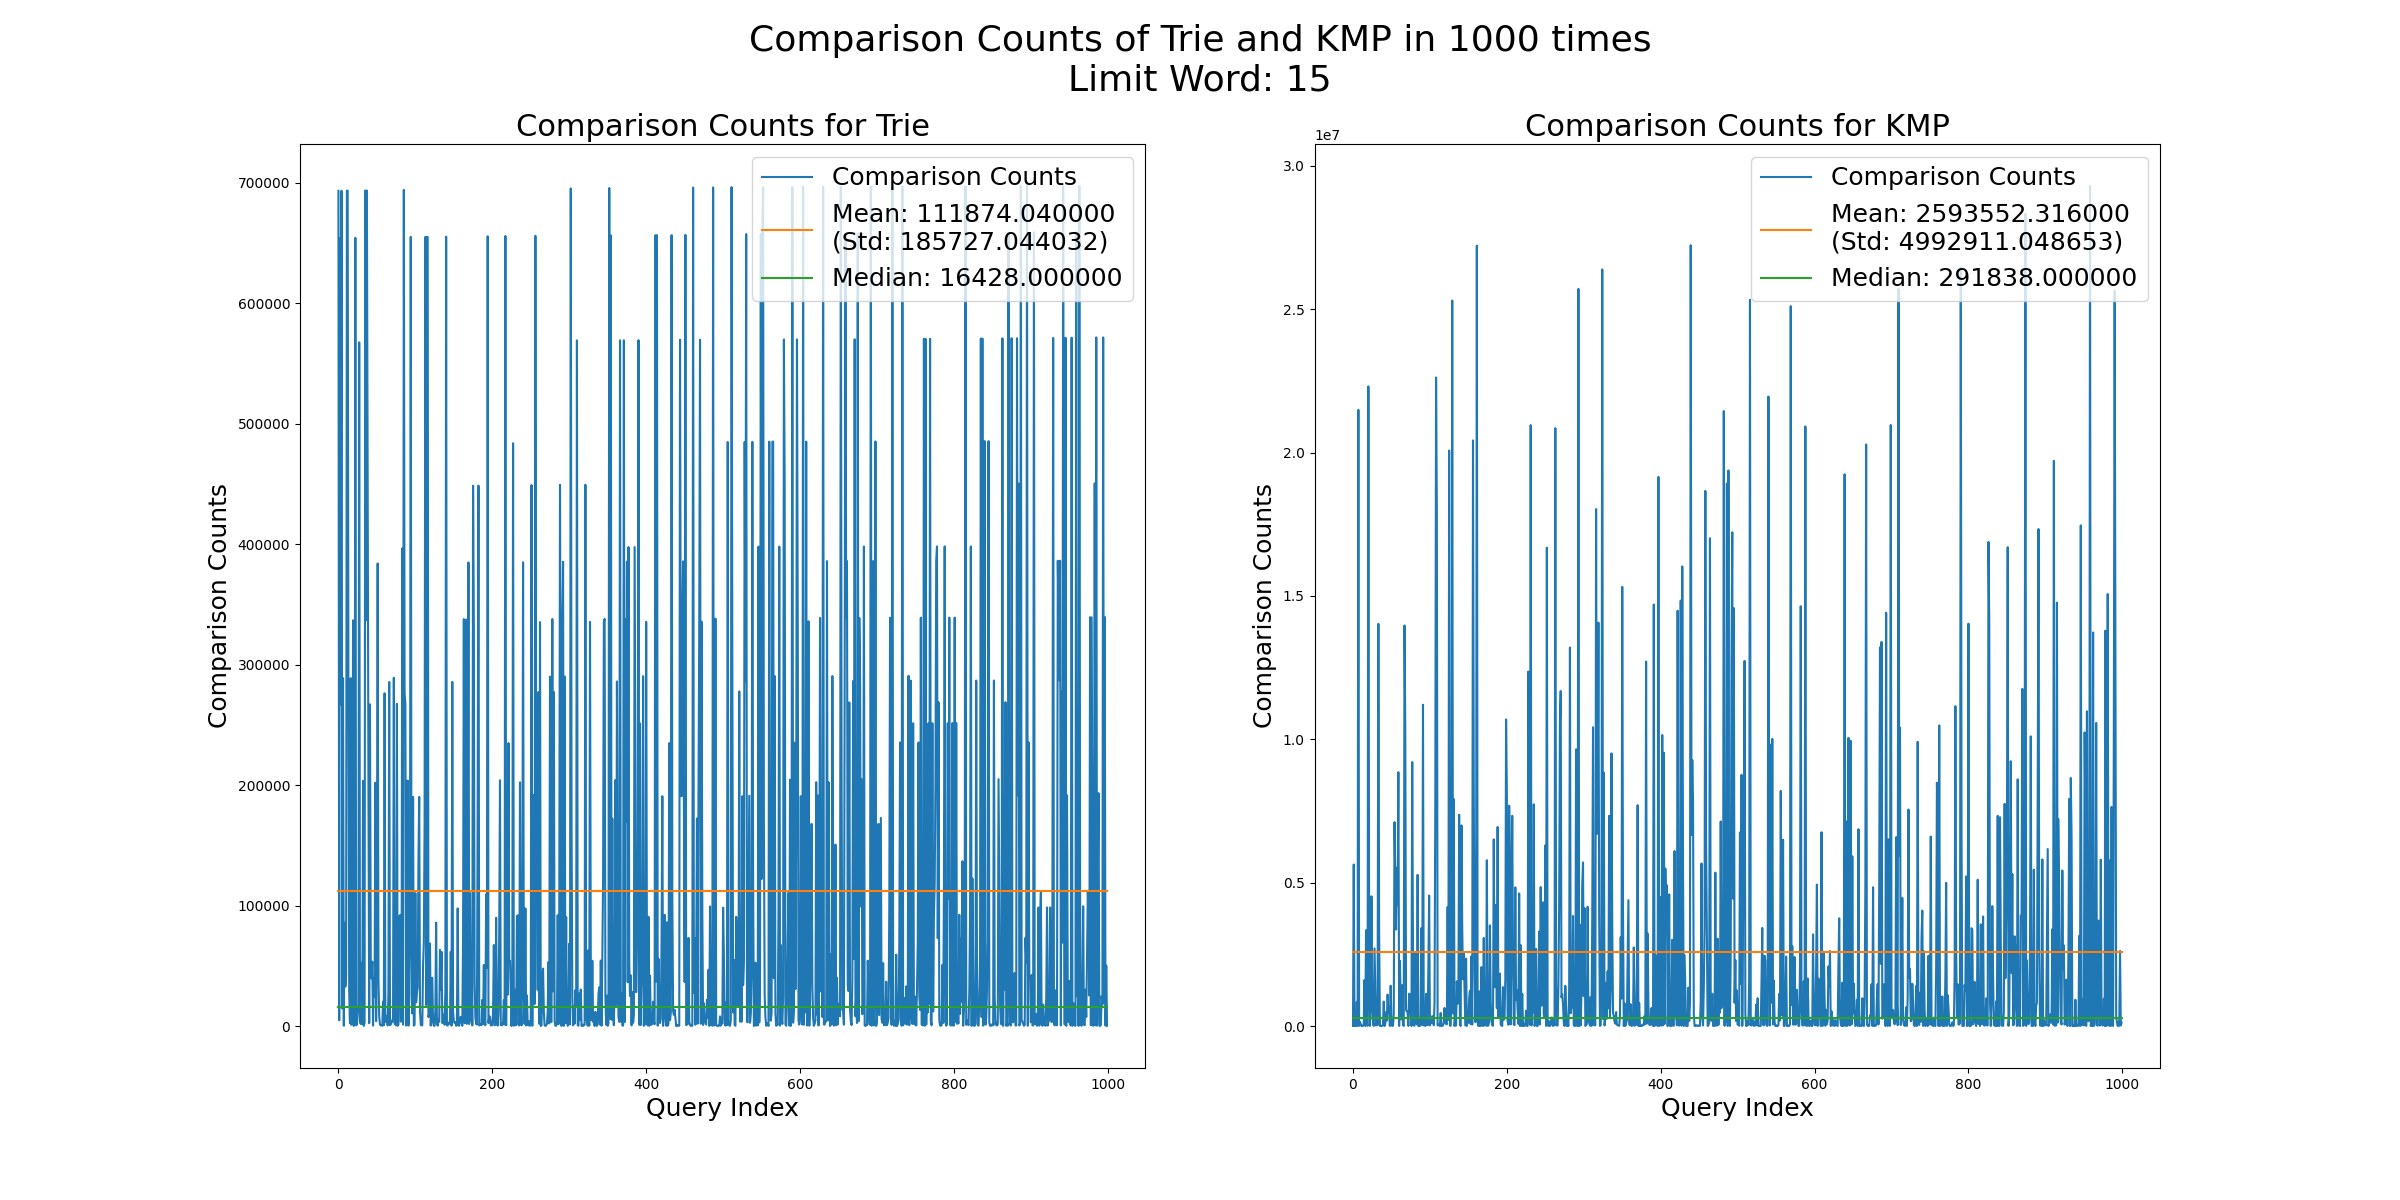 Comparison Counts of Trie and KMP in 1000 times
Limit Word: 15
Comparison Counts for Trie
Comparison Counts
Mean: 111874.040000
(Std: 185727.044032)
Median: 16428.000000
700000
600000
500000
400000
300000
200000
100000
0
Comparison Counts
0
200
400
600
800
1000
Query Index
Comparison Counts for KMP
1e7
Comparison Counts
Mean: 2593552.316000
(Std: 4992911.048653)
Median: 291838.000000
3.0
2.5
2.0
1.5
1.0
0.5
0.0
Comparison Counts
0
200
400
600
800
1000
Query Index